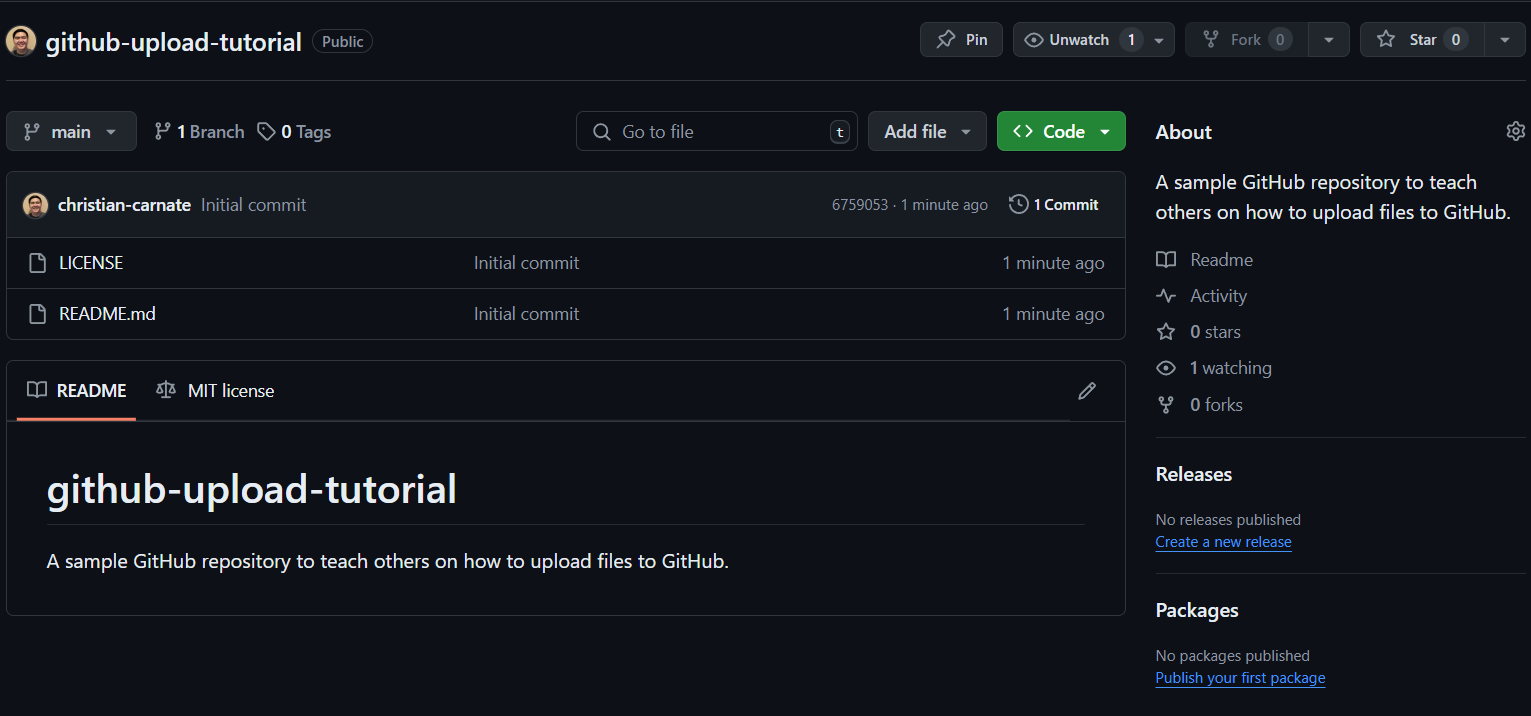 github-upload-tutorial Public Pin Unwatch 1 Fork 0 Star 0
main 1 Branch 0 Tags Go to file t Add file Code
christian-carnate Initial commit 6759053 · 1 minute ago 1 Commit
LICENSE Initial commit 1 minute ago
README.md Initial commit 1 minute ago
README MIT license
github-upload-tutorial
A sample GitHub repository to teach others on how to upload files to GitHub.
About
A sample GitHub repository to teach
others on how to upload files to GitHub.
Readme
Activity
0 stars
1 watching
0 forks
Releases
No releases published
Create a new release
Packages
No packages published
Publish your first package